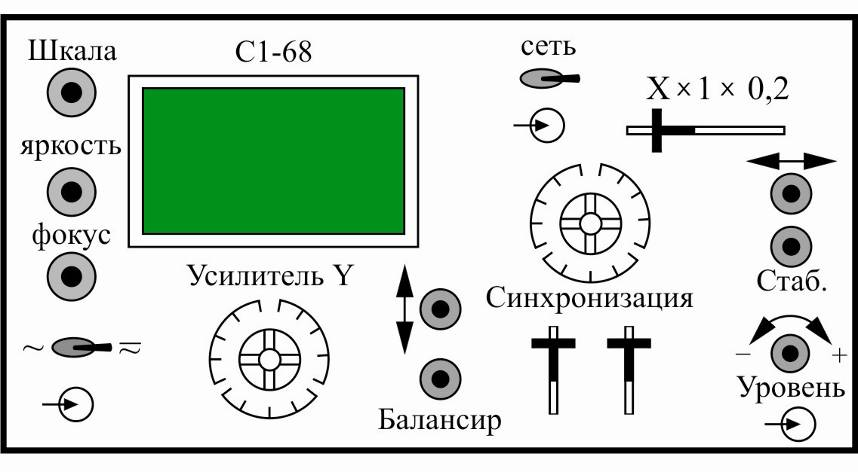 Шкала
С1-68
сеть
X × 1 × 0,2
яркость
фокус
Усилитель Y
Синхронизация
Стаб.
~ ≂
− +
Уровень
Балансир